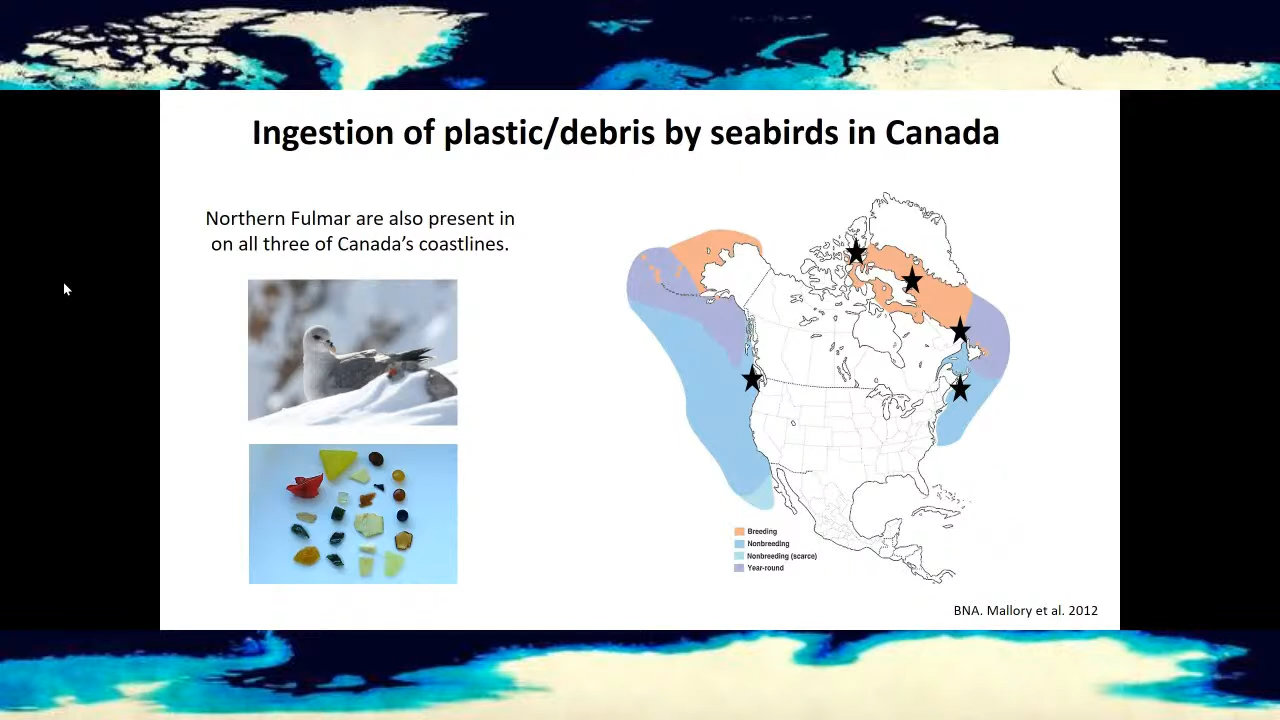 Ingestion of plastic/debris by seabirds in Canada
Northern Fulmar are also present in
on all three of Canada's coastlines.
Breeding
Nonbreeding
Nonbreeding (scarce)
Year-round
BNA. Mallory et al. 2012